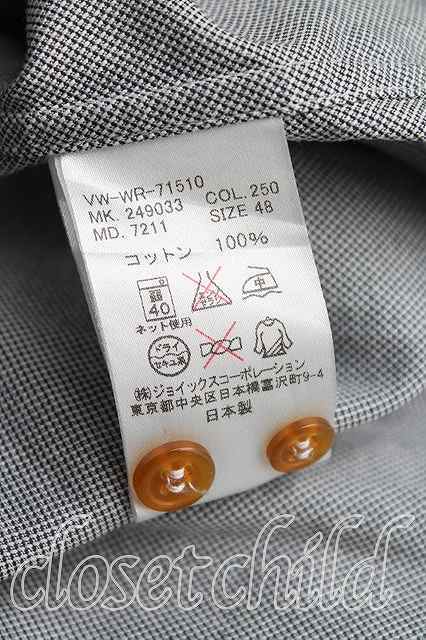 VW-WR-71510
MK. 249033 COL. 250
MD. 7211 SIZE 48
コットン 100%
弱
40
中
ネット使用
ドライ
セキユ系
(株)ジョイックスコーポレーション
東京都中央区日本橋富沢町9-4
日本製
closetchild